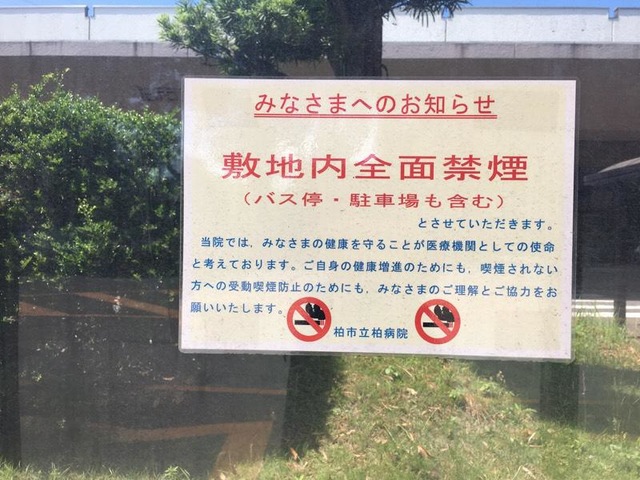 みなさまへのお知らせ
敷地内全面禁煙
（バス停・駐車場も含む）
とさせていただきます。
当院では、みなさまの健康を守ることが医療機関としての使命
と考えております。ご自身の健康増進のためにも、喫煙されない
方への受動喫煙防止のためにも、みなさまのご理解とご協力をお
願いいたします。
柏市立柏病院